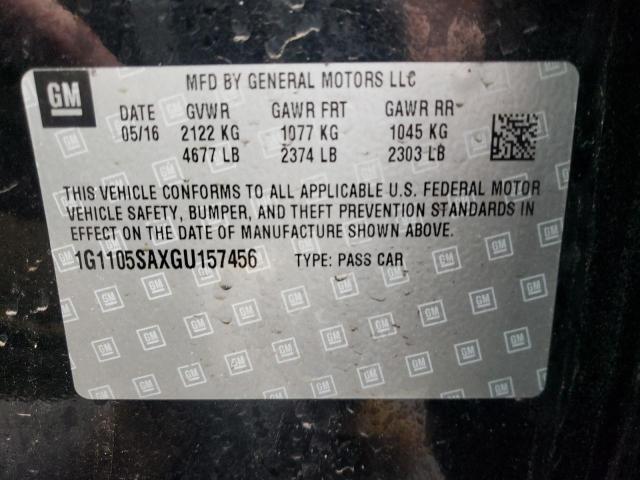 GM
MFD BY GENERAL MOTORS LLC
DATE GVWR GAWR FRT GAWR RR
05/16 2122 KG 1077 KG 1045 KG
4677 LB 2374 LB 2303 LB
THIS VEHICLE CONFORMS TO ALL APPLICABLE U.S. FEDERAL MOTOR
VEHICLE SAFETY, BUMPER, AND THEFT PREVENTION STANDARDS IN
EFFECT ON THE DATE OF MANUFACTURE SHOWN ABOVE.
1G1105SAXGU157456 TYPE: PASS CAR